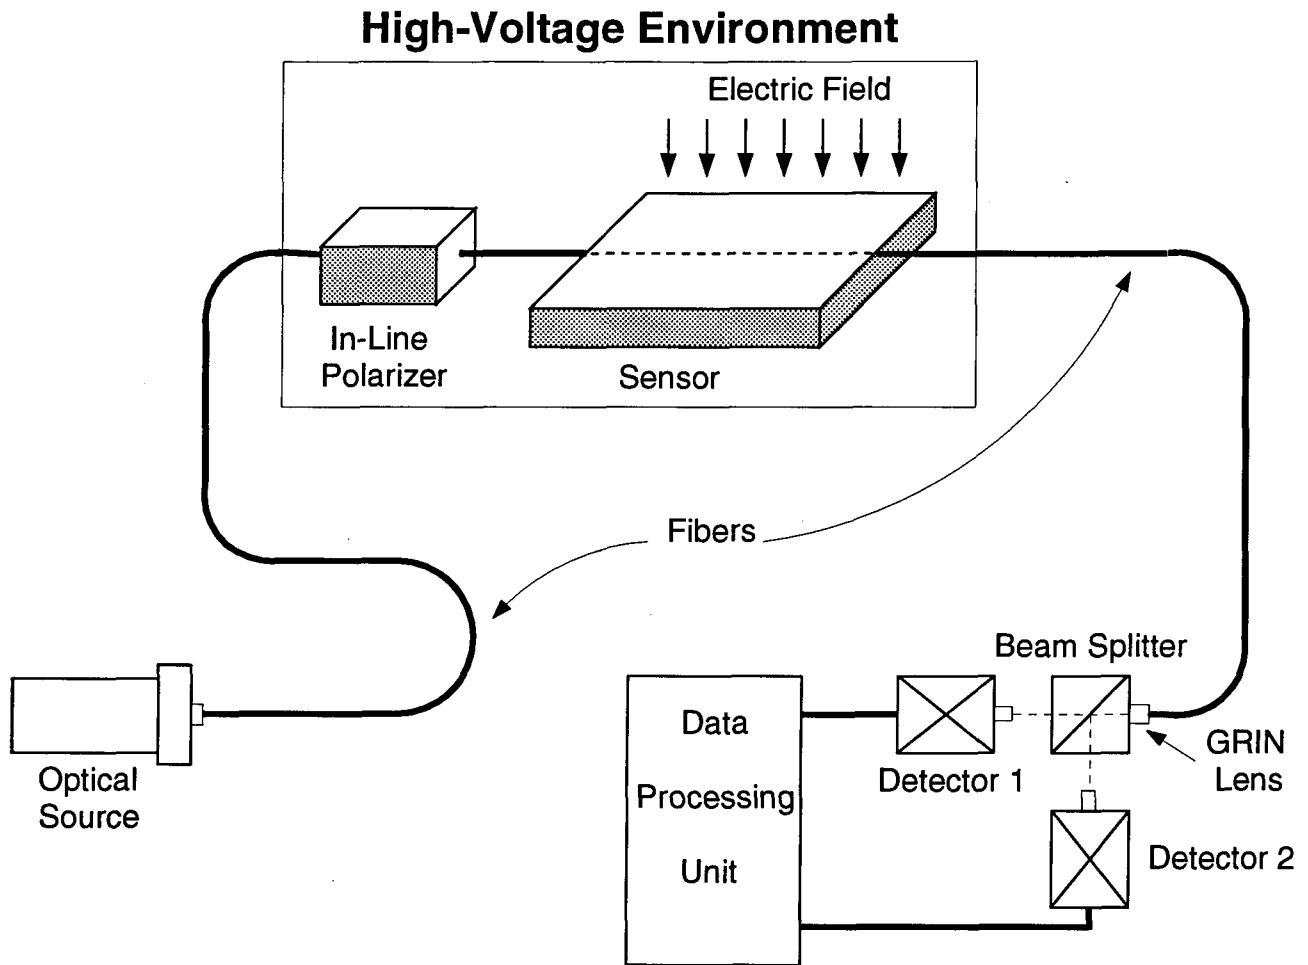 High-Voltage Environment
Electric Field
In-Line
Polarizer
Sensor
Fibers
Beam Splitter
Data
Processing
Unit
Detector 1
GRIN
Lens
Optical
Source
Detector 2